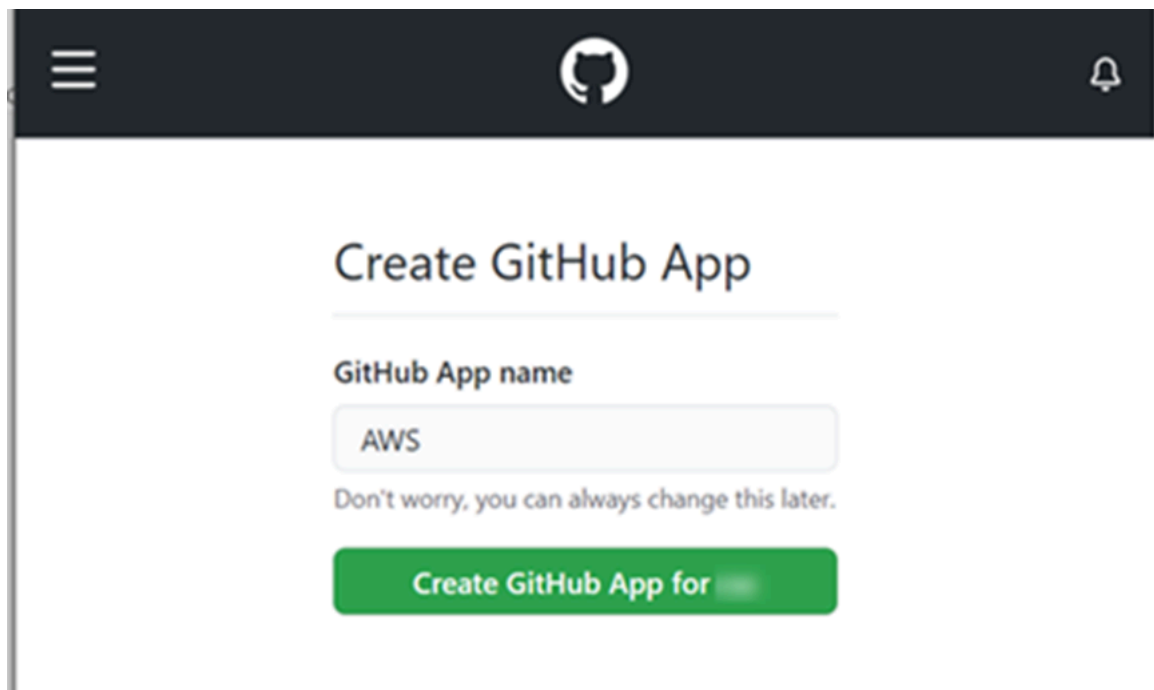 Create GitHub App
GitHub App name
AWS
Don't worry, you can always change this later.
Create GitHub App for